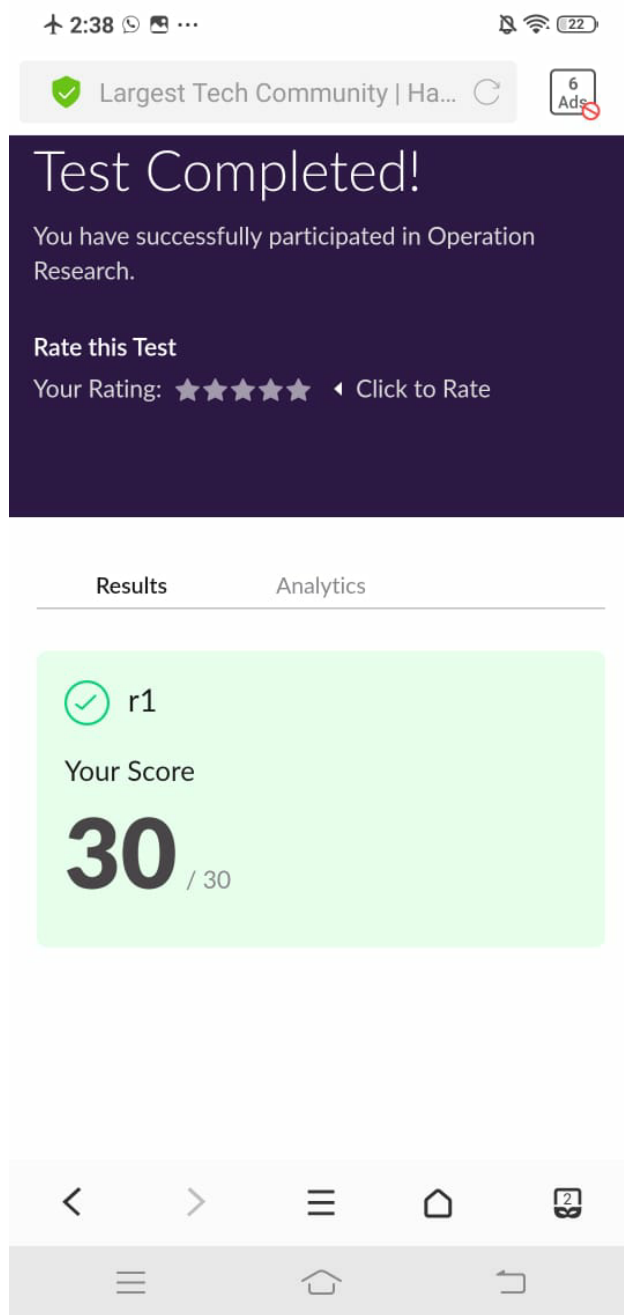 2:38 ...
22
Largest Tech Community | Ha...
6
Ads
Test Completed!
You have successfully participated in Operation
Research.
Rate this Test
Your Rating: Click to Rate
Results Analytics
r1
Your Score
30 / 30
2